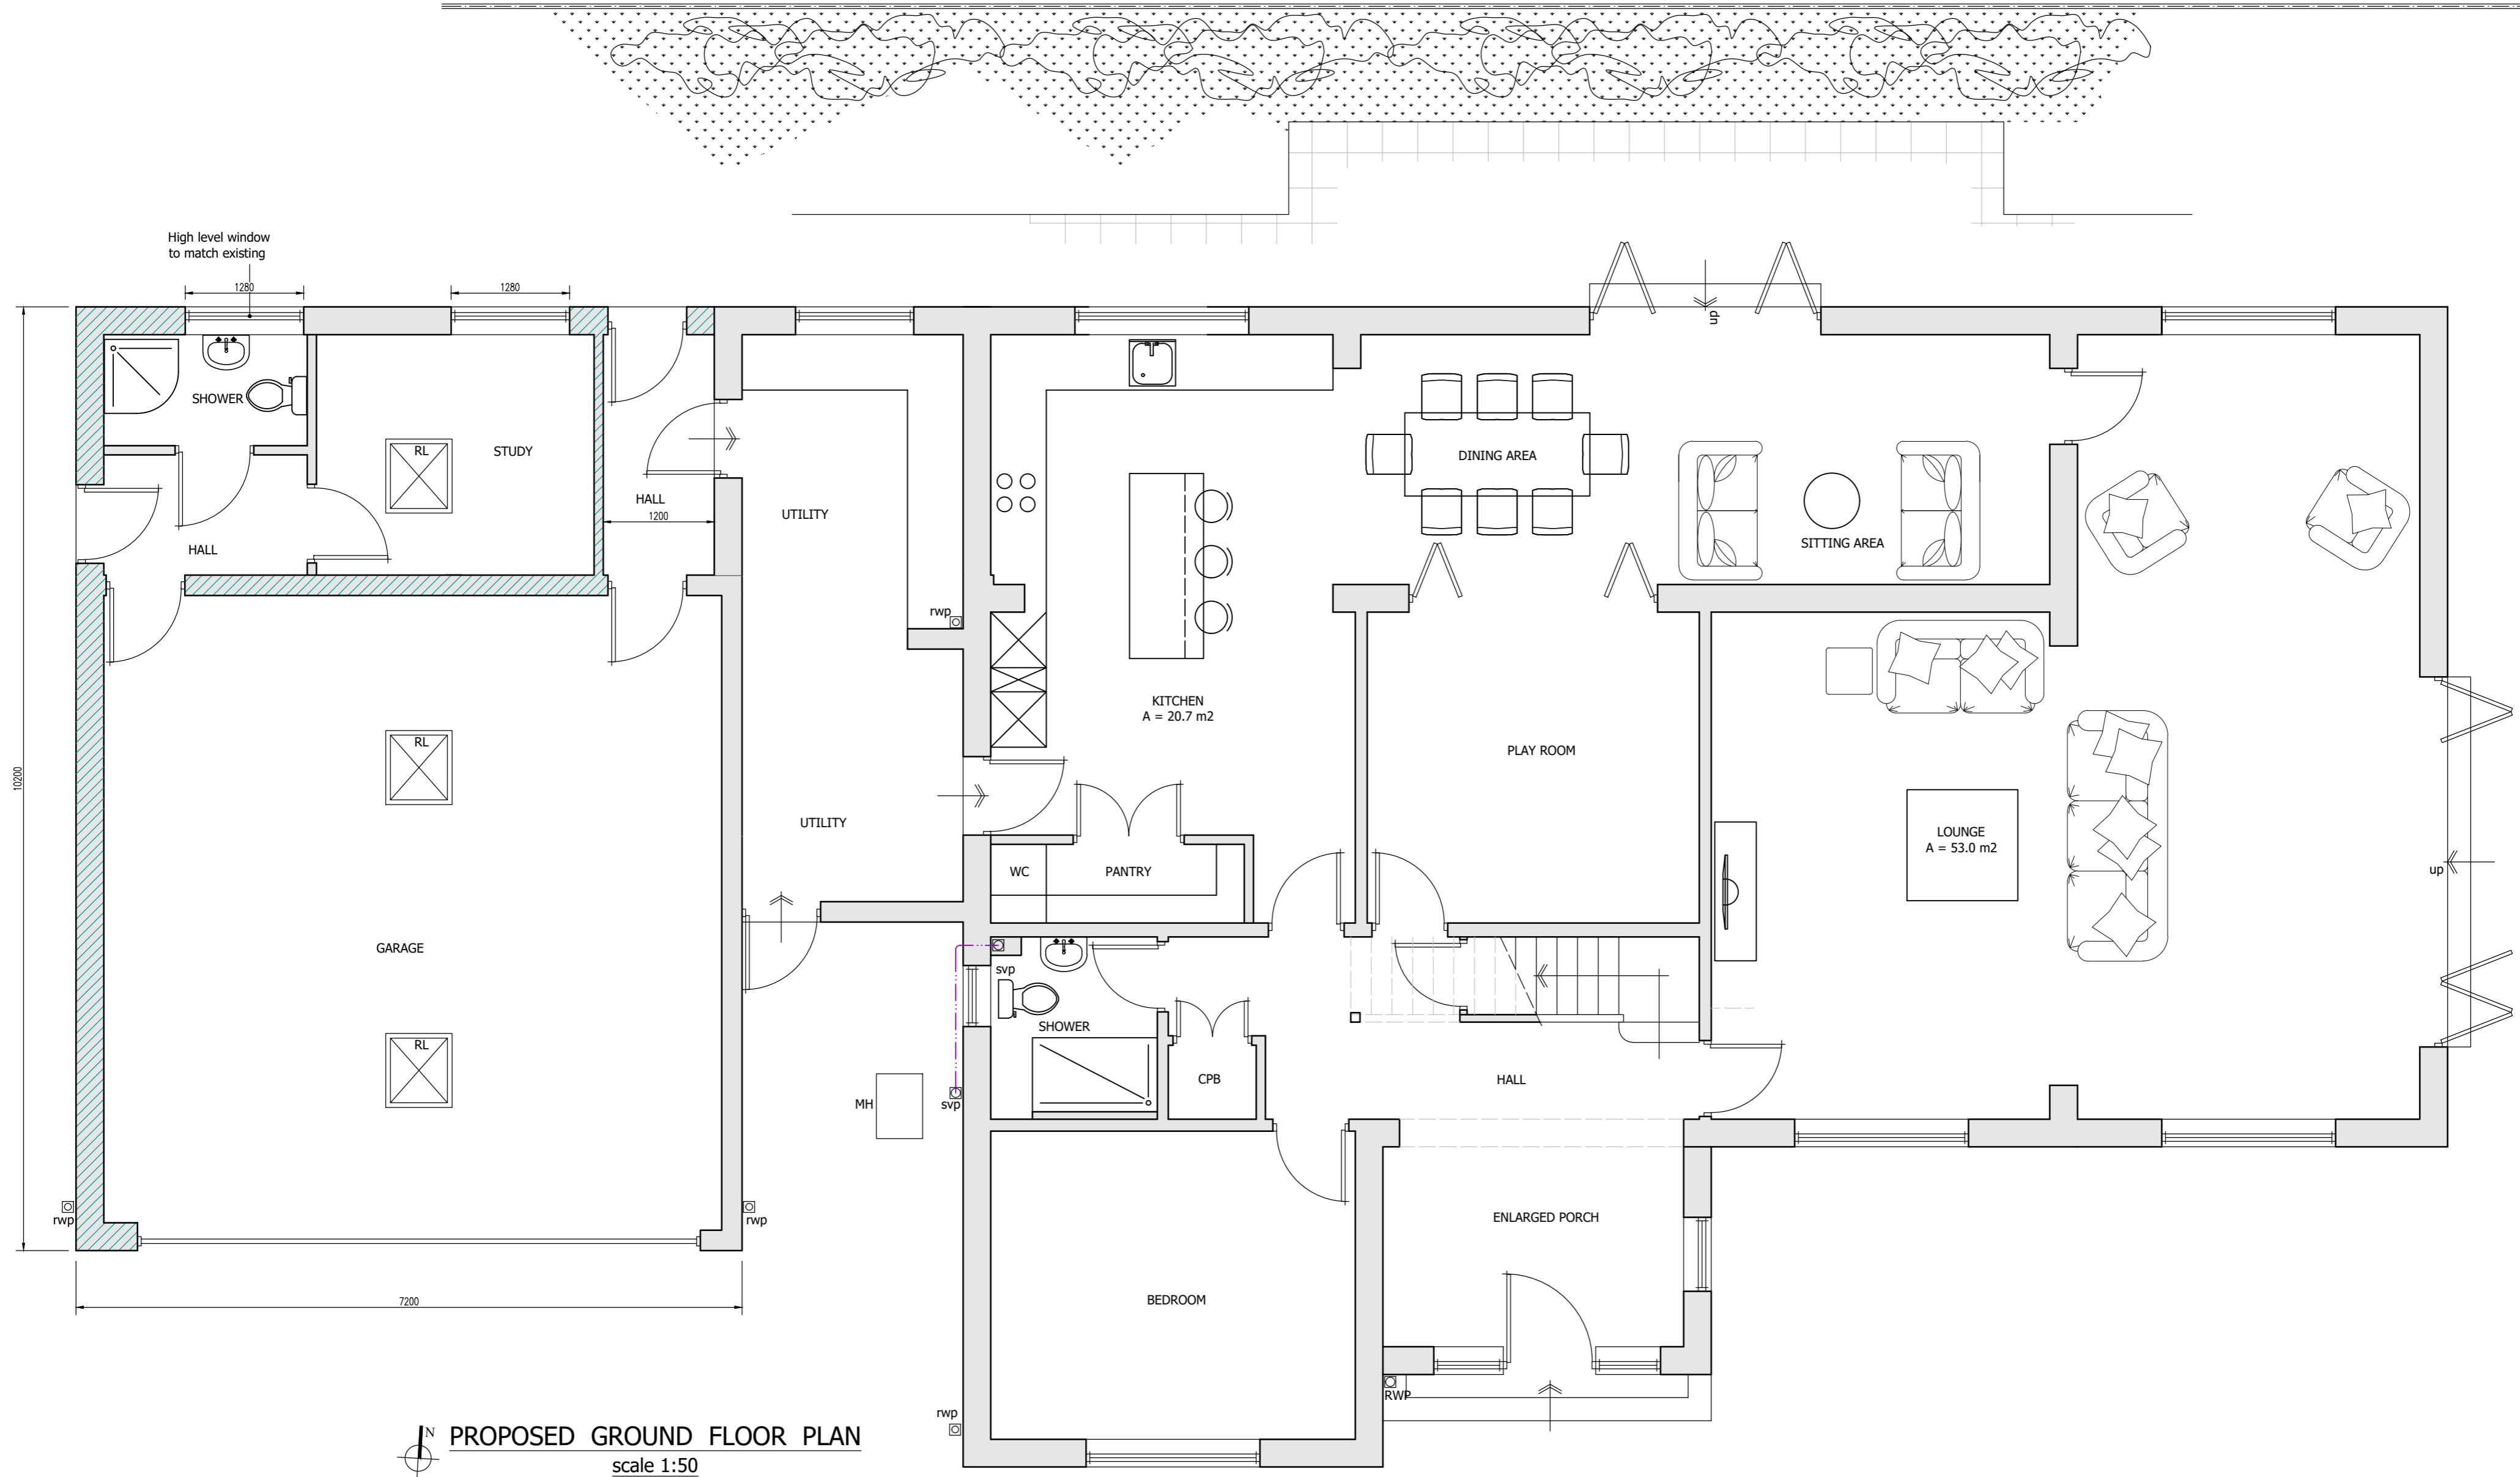 High level window
to match existing
1280
1280
up
SHOWER
RL
STUDY
DINING AREA
HALL
1200
UTILITY
SITTING AREA
HALL
rwp
KITCHEN
A = 20.7 m2
RL
PLAY ROOM
10200
UTILITY
LOUNGE
A = 53.0 m2
WC
PANTRY
up
GARAGE
svp
SHOWER
RL
CPB
HALL
MH
svp
rwp
rwp
ENLARGED PORCH
7200
BEDROOM
RWP
rwp
N
PROPOSED GROUND FLOOR PLAN
scale 1:50